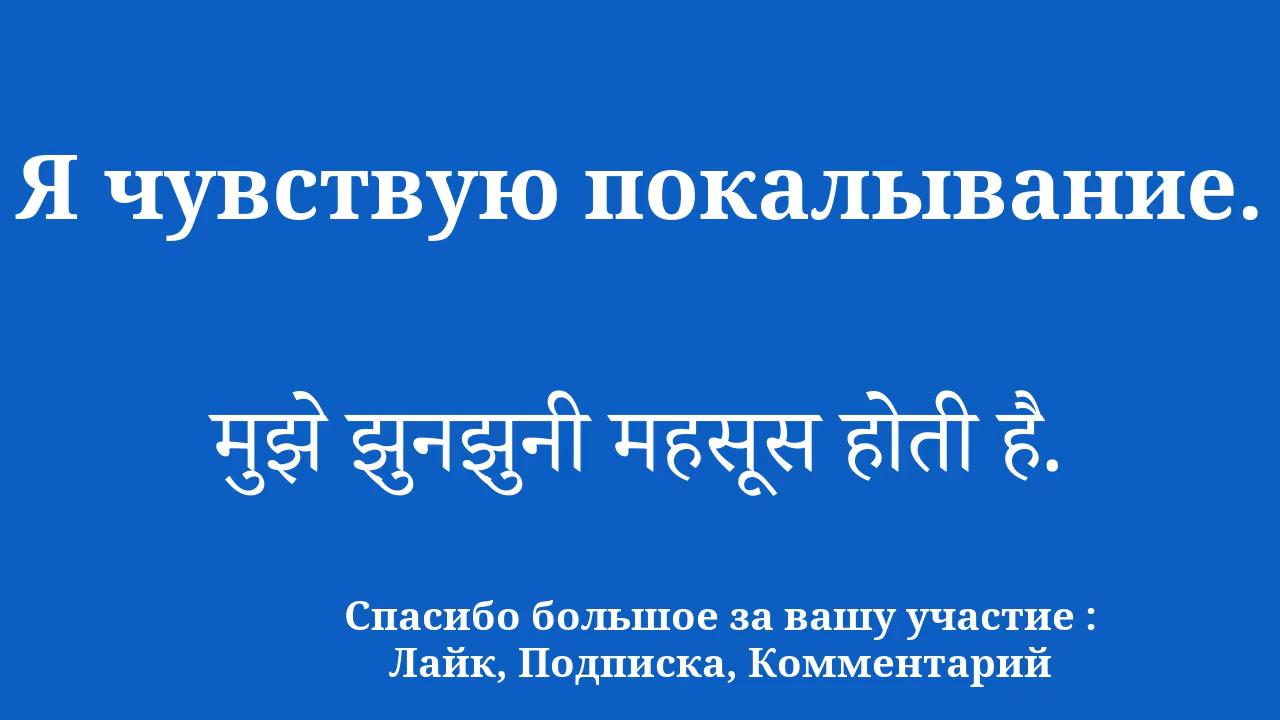 Я чувствую покалывание.
मुझे झुनझुनी महसूस होती है.
Спасибо большое за вашу участие :
Лайк, Подписка, Комментарий